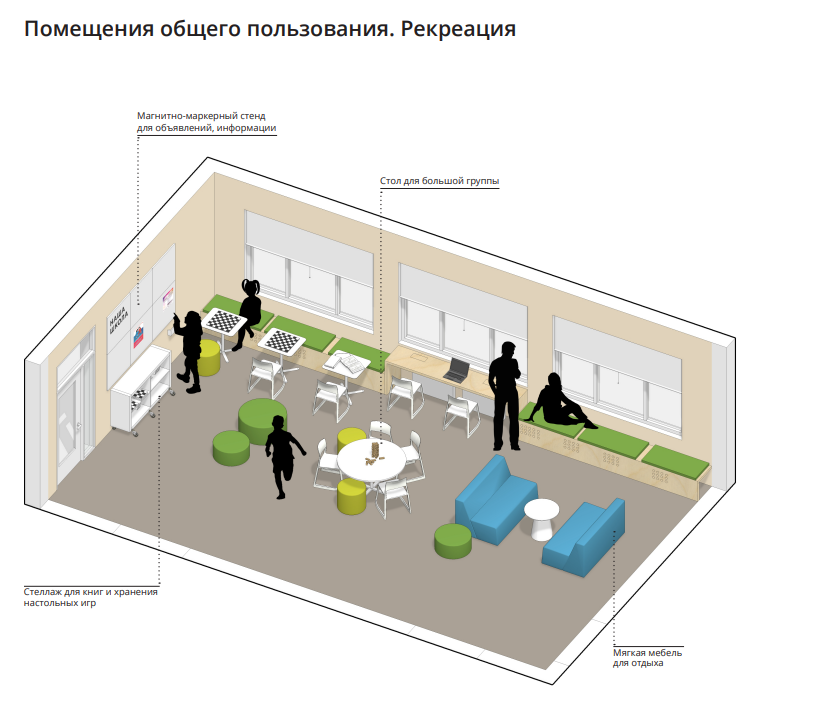 Помещения общего пользования. Рекреация
Магнитно-маркерный стенд
для объявлений, информации
Стол для большой группы
НАША
ШКОЛА
Стеллаж для книг и хранения
настольных игр
Мягкая мебель
для отдыха